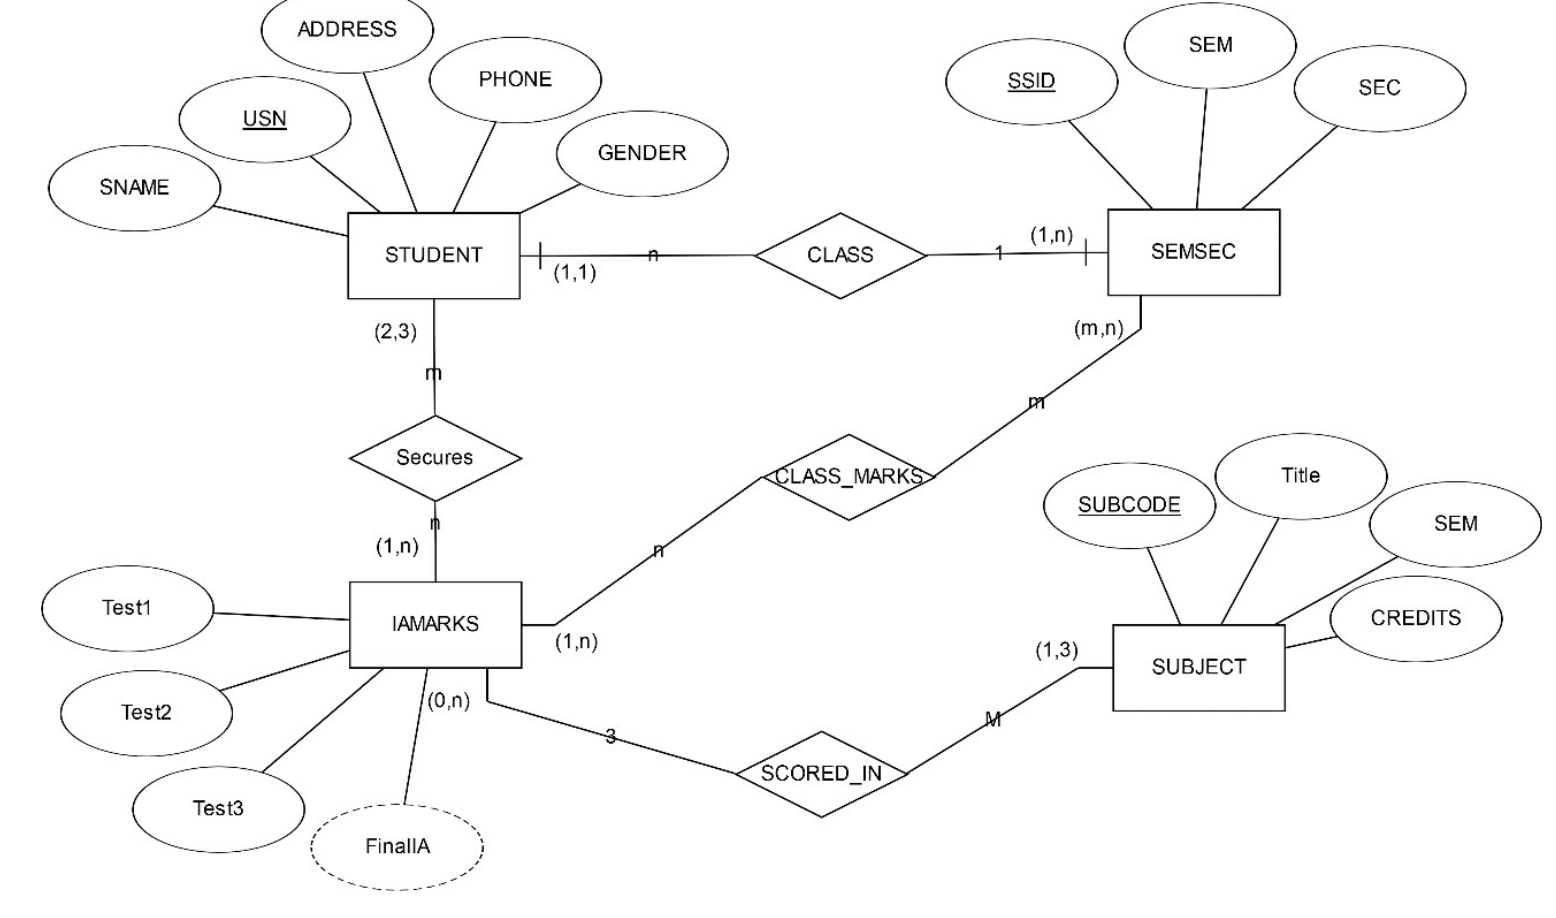 ADDRESS
SEM
PHONE
SSID
SEC
USN
GENDER
SNAME
STUDENT
(1,1)
n
CLASS
1
(1,n)
SEMSEC
(2,3)
m
(m,n)
m
Secures
n
(1,n)
CLASS_MARKS
n
SUBCODE
Title
SEM
CREDITS
Test1
IAMARKS
(1,n)
(1,3)
SUBJECT
Test2
(0,n)
3
M
SCORED_IN
Test3
FinalIA